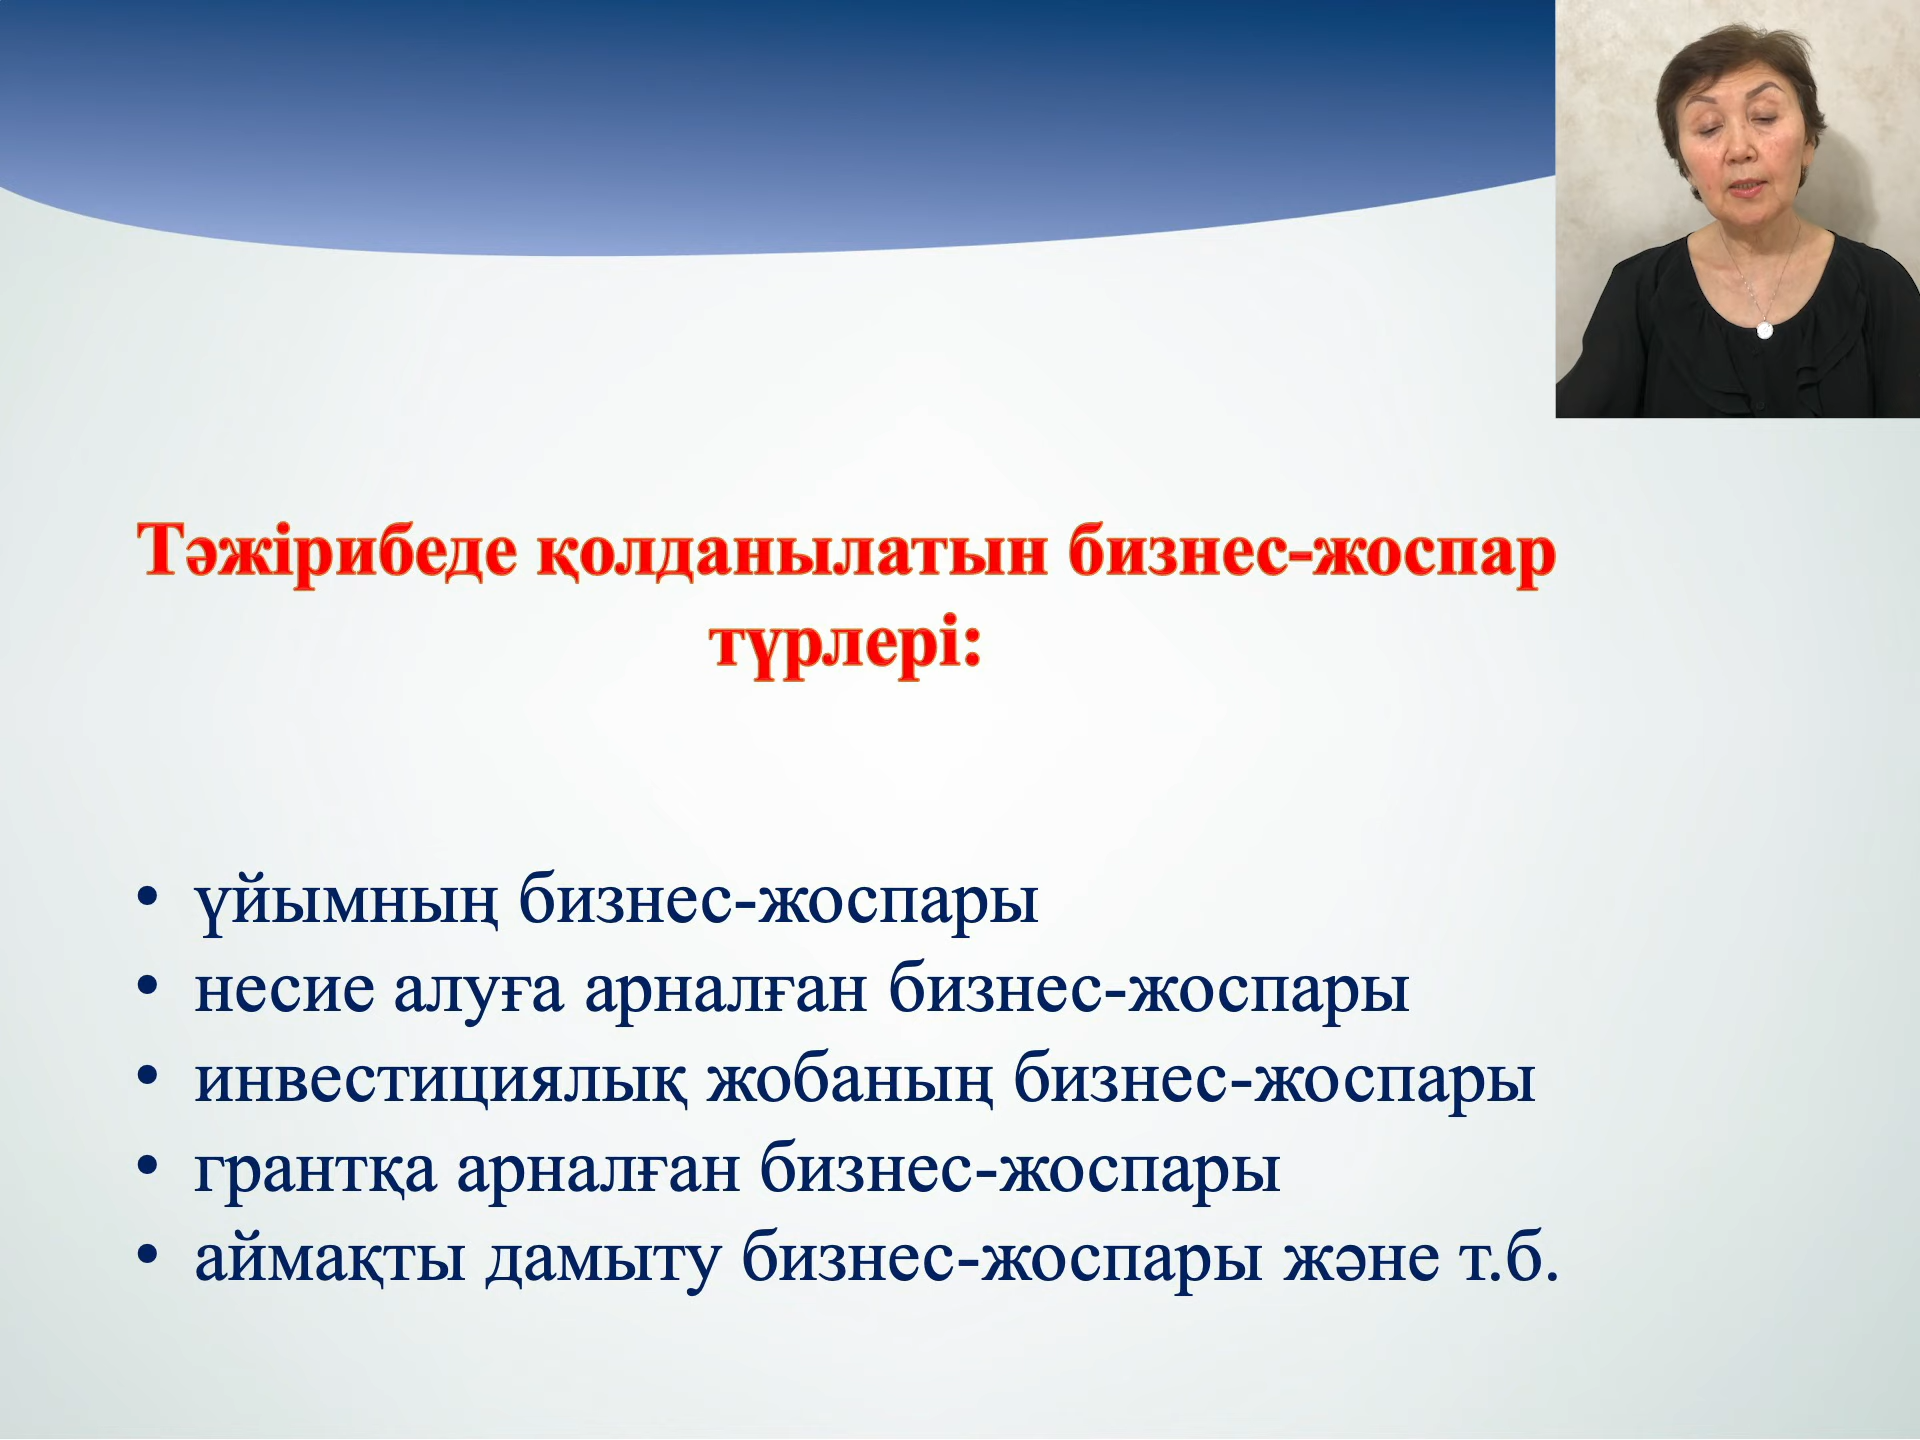 Тәжірибеде қолданылатын бизнес-жоспар
түрлері:
• үйымның бизнес-жоспары
• несие алуға арналған бизнес-жоспары
• инвестициялық жобаның бизнес-жоспары
• грантқа арналған бизнес-жоспары
• аймақты дамыту бизнес-жоспары және т.б.